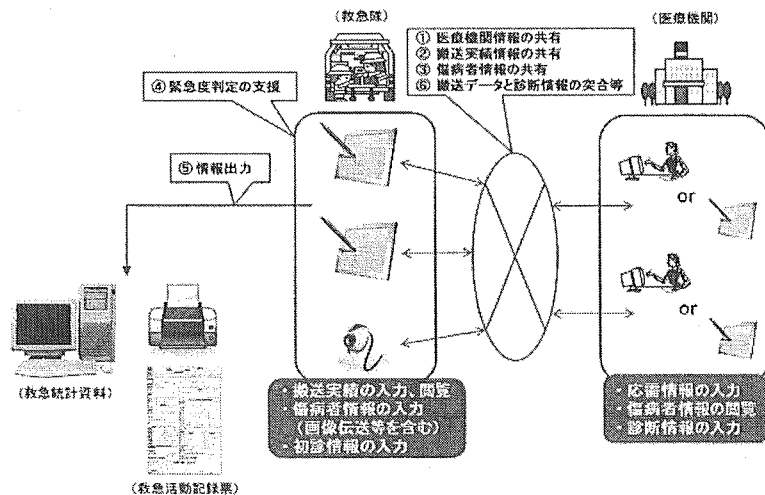 (救急隊)
(医療機関)
① 医療機関情報の共有
② 搬送実績情報の共有
③ 傷病者情報の共有
⑥ 搬送データと診断情報の突合等
④ 緊急度判定の支援
⑤ 情報出力
or
or
(救急統計資料)
(救急活動記録票)
・搬送実績の入力、閲覧
・傷病者情報の入力
(画像伝送等を含む)
・初診情報の入力
・応需情報の入力
・傷病者情報の閲覧
・診断情報の入力